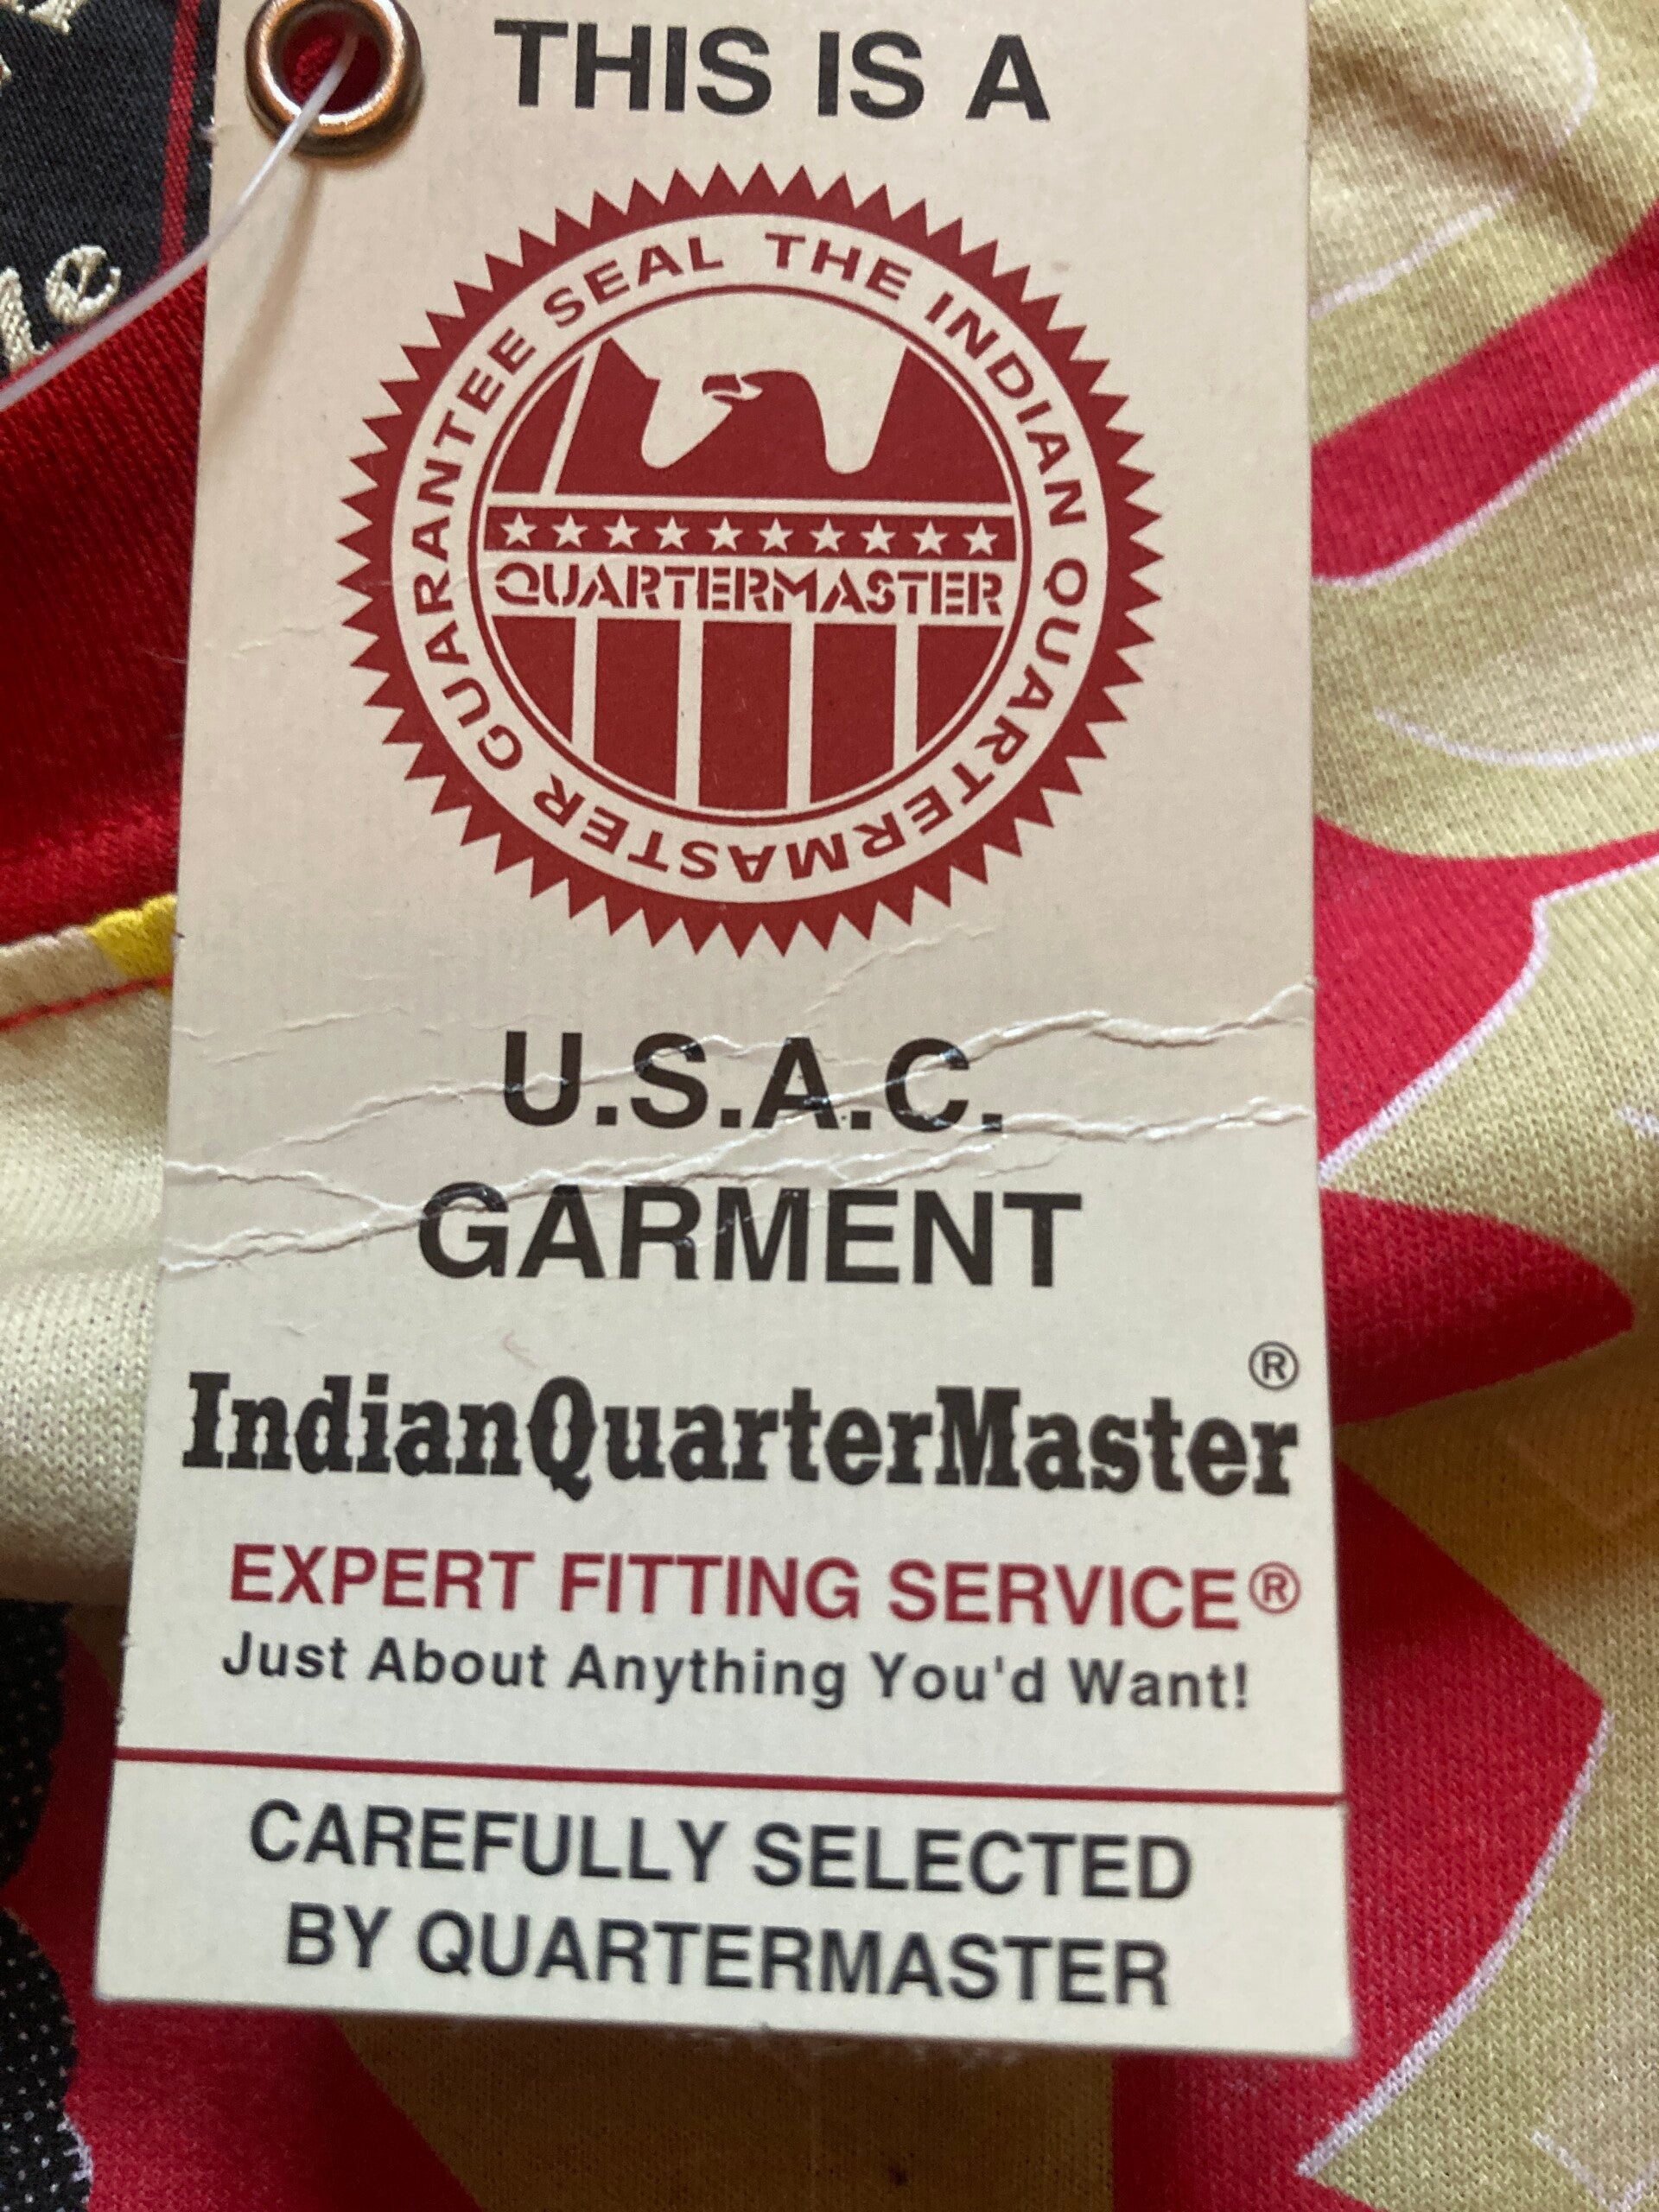 THIS IS A
GUARANTEE SEAL THE INDIAN QUARTERMASTER
QUARTERMASTER
U.S.A.C.
GARMENT
IndianQuarterMaster®
EXPERT FITTING SERVICE®
Just About Anything You'd Want!
CAREFULLY SELECTED
BY QUARTERMASTER